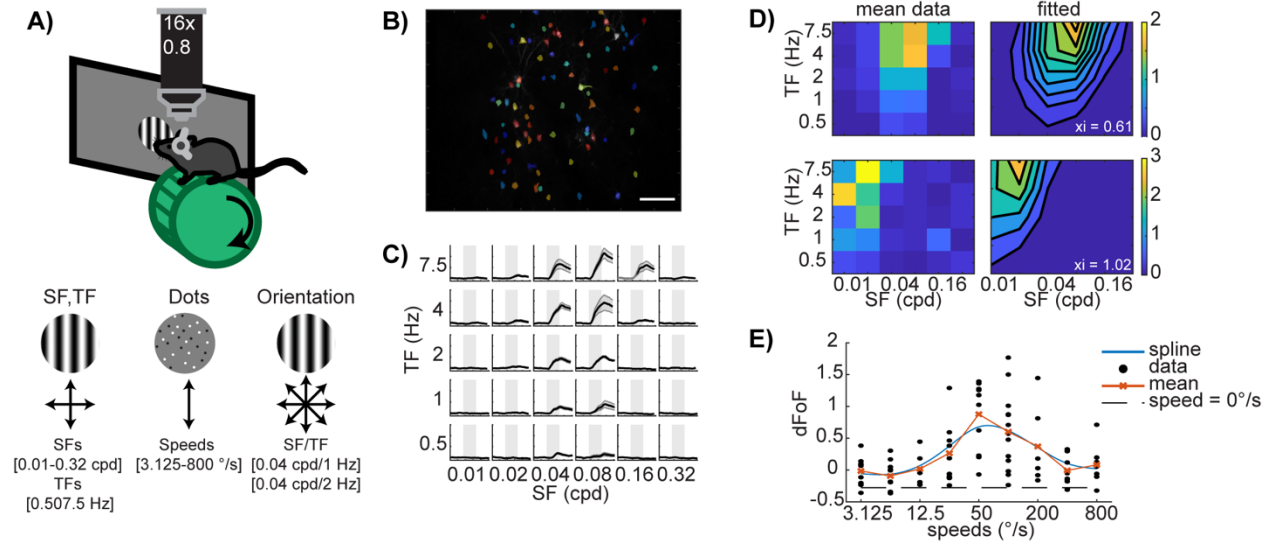 A)
16x
0.8
SF,TF
Dots
Orientation
SFs
[0.01-0.32 cpd]
TFs
[0.507.5 Hz]
Speeds
[3.125-800 °/s]
SF/TF
[0.04 cpd/1 Hz]
[0.04 cpd/2 Hz]
B)
C)
7.5
4
2
1
0.5
TF (Hz)
0.01 0.02 0.04 0.08 0.16 0.32
SF (cpd)
D)
mean data
fitted
7.5
4
2
1
0.5
TF (Hz)
xi = 0.61
2
1
0
7.5
4
2
1
0.5
TF (Hz)
xi = 1.02
3
2
1
0
0.01 0.04 0.16
SF (cpd)
0.01 0.04 0.16
SF (cpd)
E)
2
1.5
1
0.5
0
-0.5
dFoF
3.125 12.5 50 200 800
speeds (°/s)
spline
data
mean
speed = 0°/s